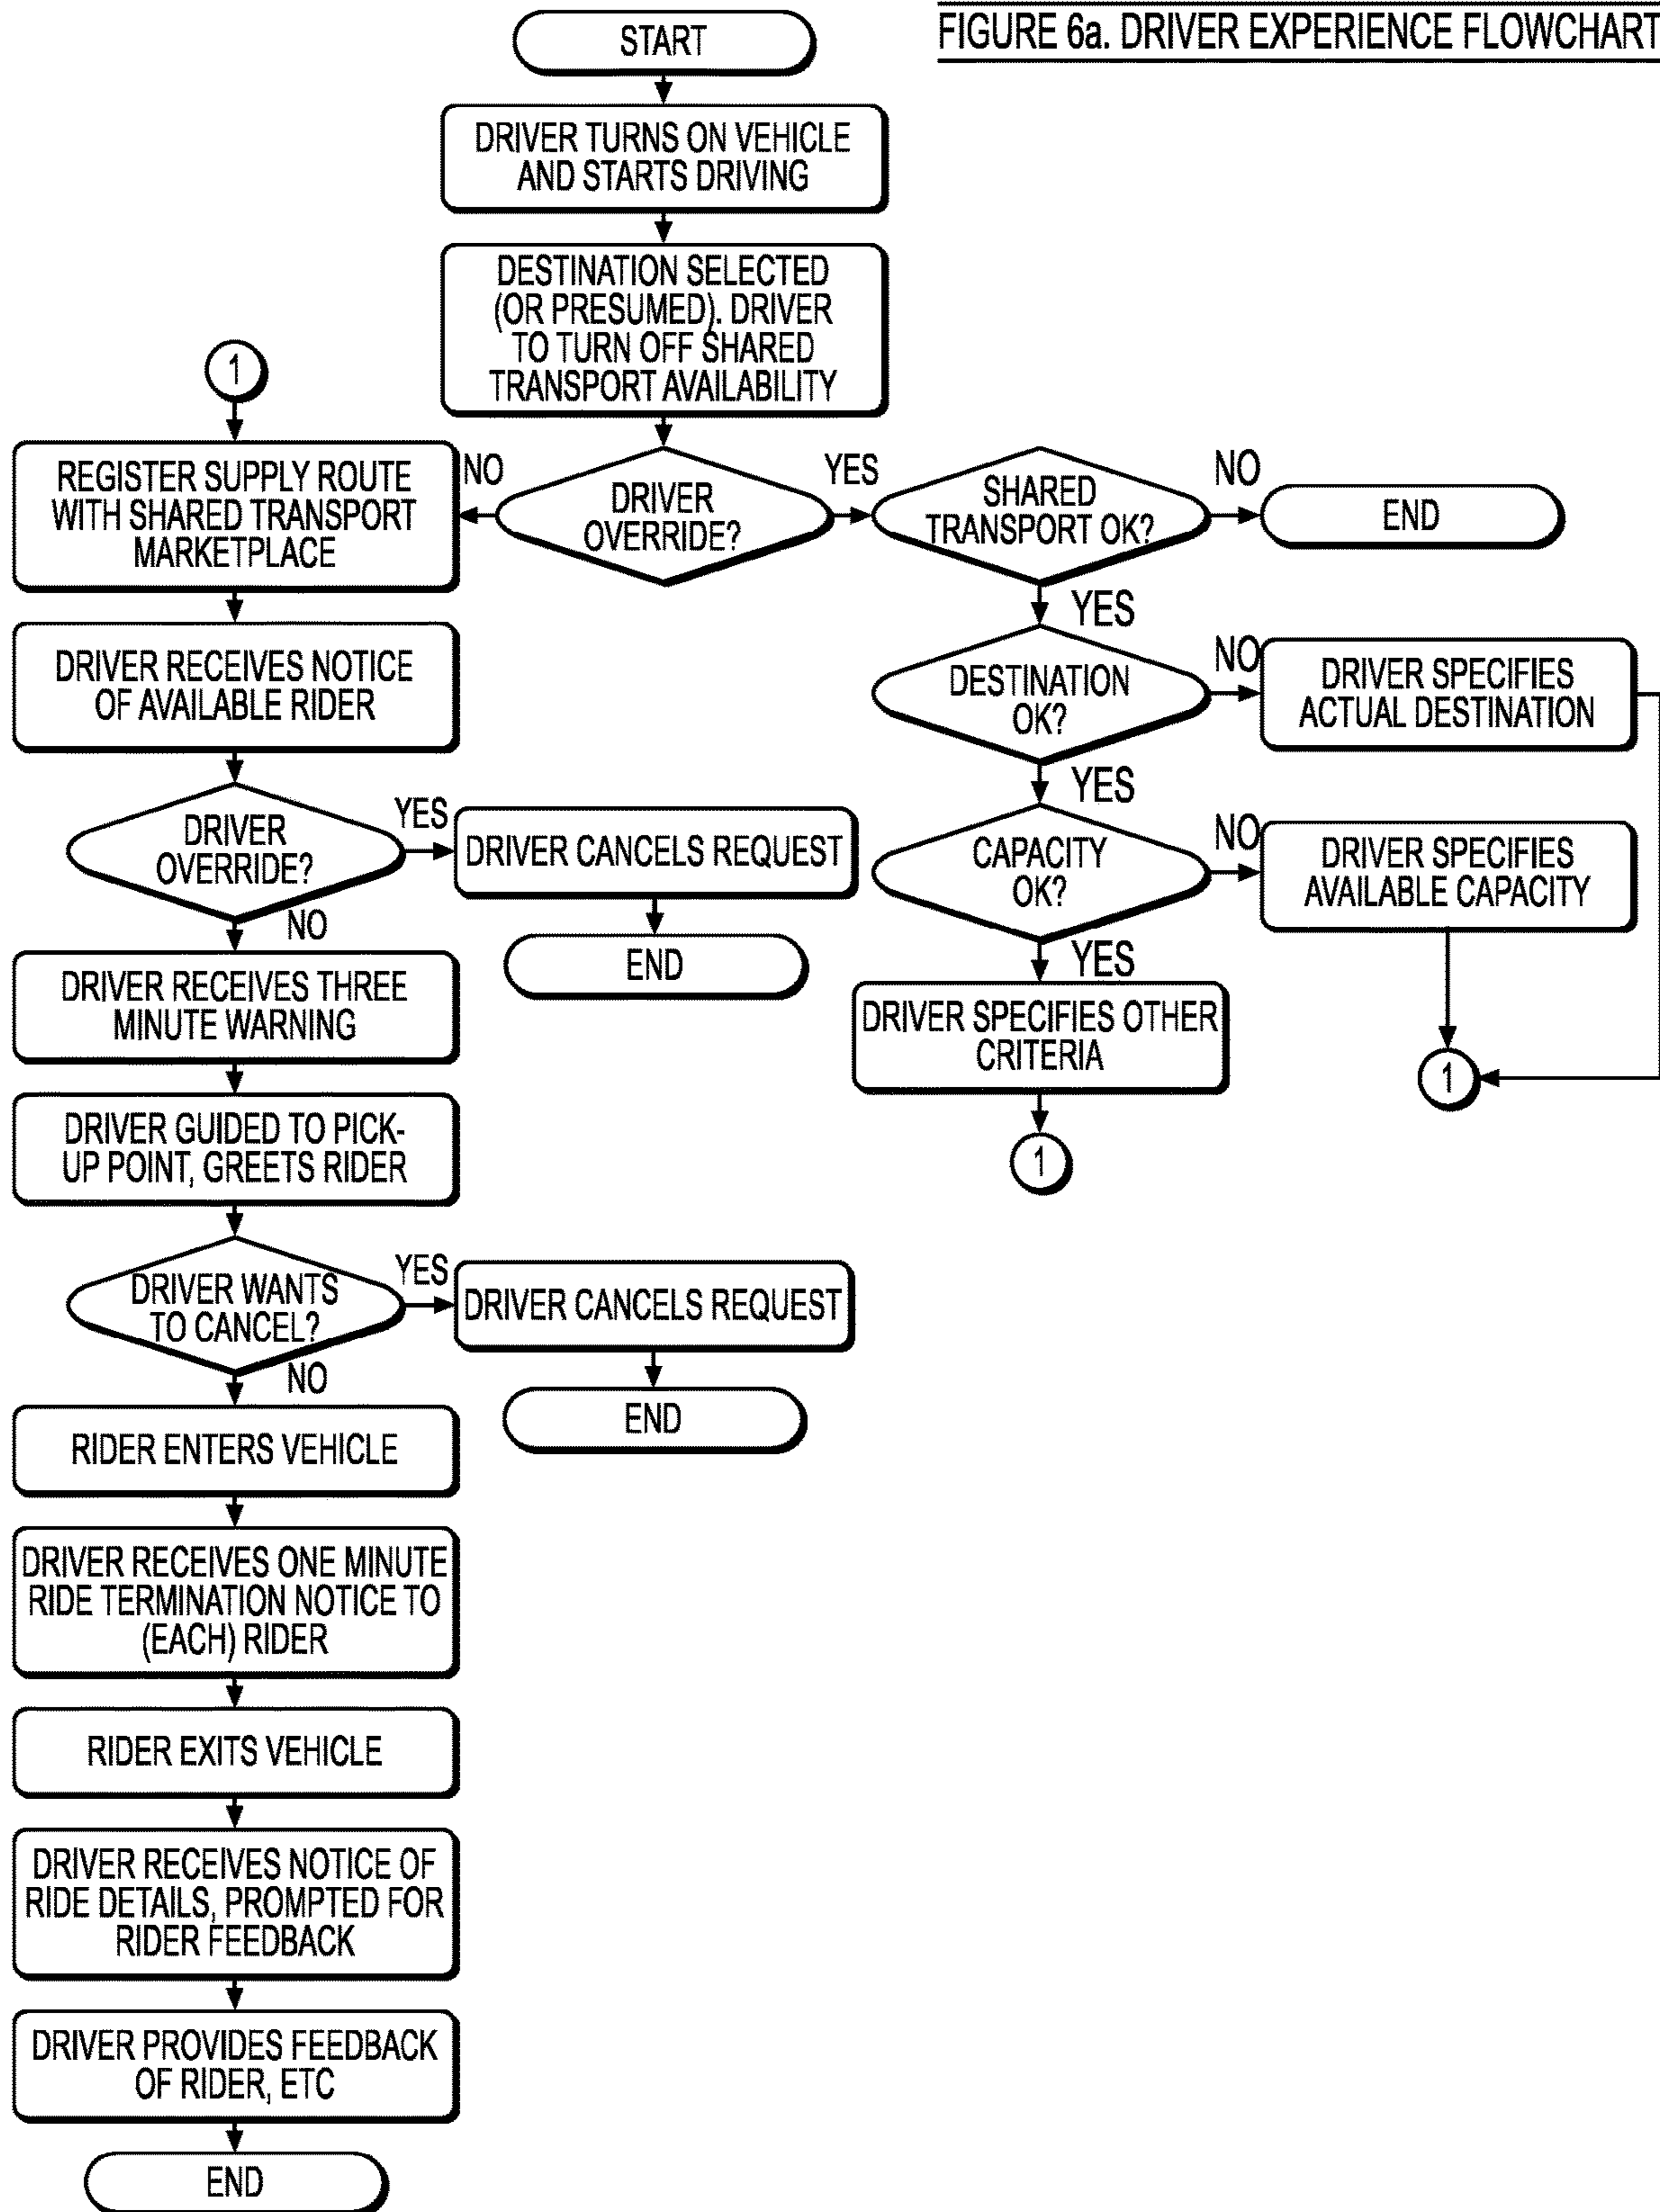 FIGURE 6a. DRIVER EXPERIENCE FLOWCHART
START
DRIVER TURNS ON VEHICLE
AND STARTS DRIVING
DESTINATION SELECTED
(OR PRESUMED). DRIVER
TO TURN OFF SHARED
TRANSPORT AVAILABILITY
1
REGISTER SUPPLY ROUTE
WITH SHARED TRANSPORT
MARKETPLACE
NO
DRIVER
OVERRIDE?
YES
SHARED
TRANSPORT OK?
NO
END
YES
DRIVER RECEIVES NOTICE
OF AVAILABLE RIDER
DESTINATION
OK?
NO
DRIVER SPECIFIES
ACTUAL DESTINATION
YES
DRIVER
OVERRIDE?
YES
DRIVER CANCELS REQUEST
END
NO
CAPACITY
OK?
NO
DRIVER SPECIFIES
AVAILABLE CAPACITY
YES
DRIVER SPECIFIES OTHER
CRITERIA
1
1
DRIVER RECEIVES THREE
MINUTE WARNING
DRIVER GUIDED TO PICK-
UP POINT, GREETS RIDER
DRIVER WANTS
TO CANCEL?
YES
DRIVER CANCELS REQUEST
END
NO
RIDER ENTERS VEHICLE
DRIVER RECEIVES ONE MINUTE
RIDE TERMINATION NOTICE TO
(EACH) RIDER
RIDER EXITS VEHICLE
DRIVER RECEIVES NOTICE OF
RIDE DETAILS, PROMPTED FOR
RIDER FEEDBACK
DRIVER PROVIDES FEEDBACK
OF RIDER, ETC
END